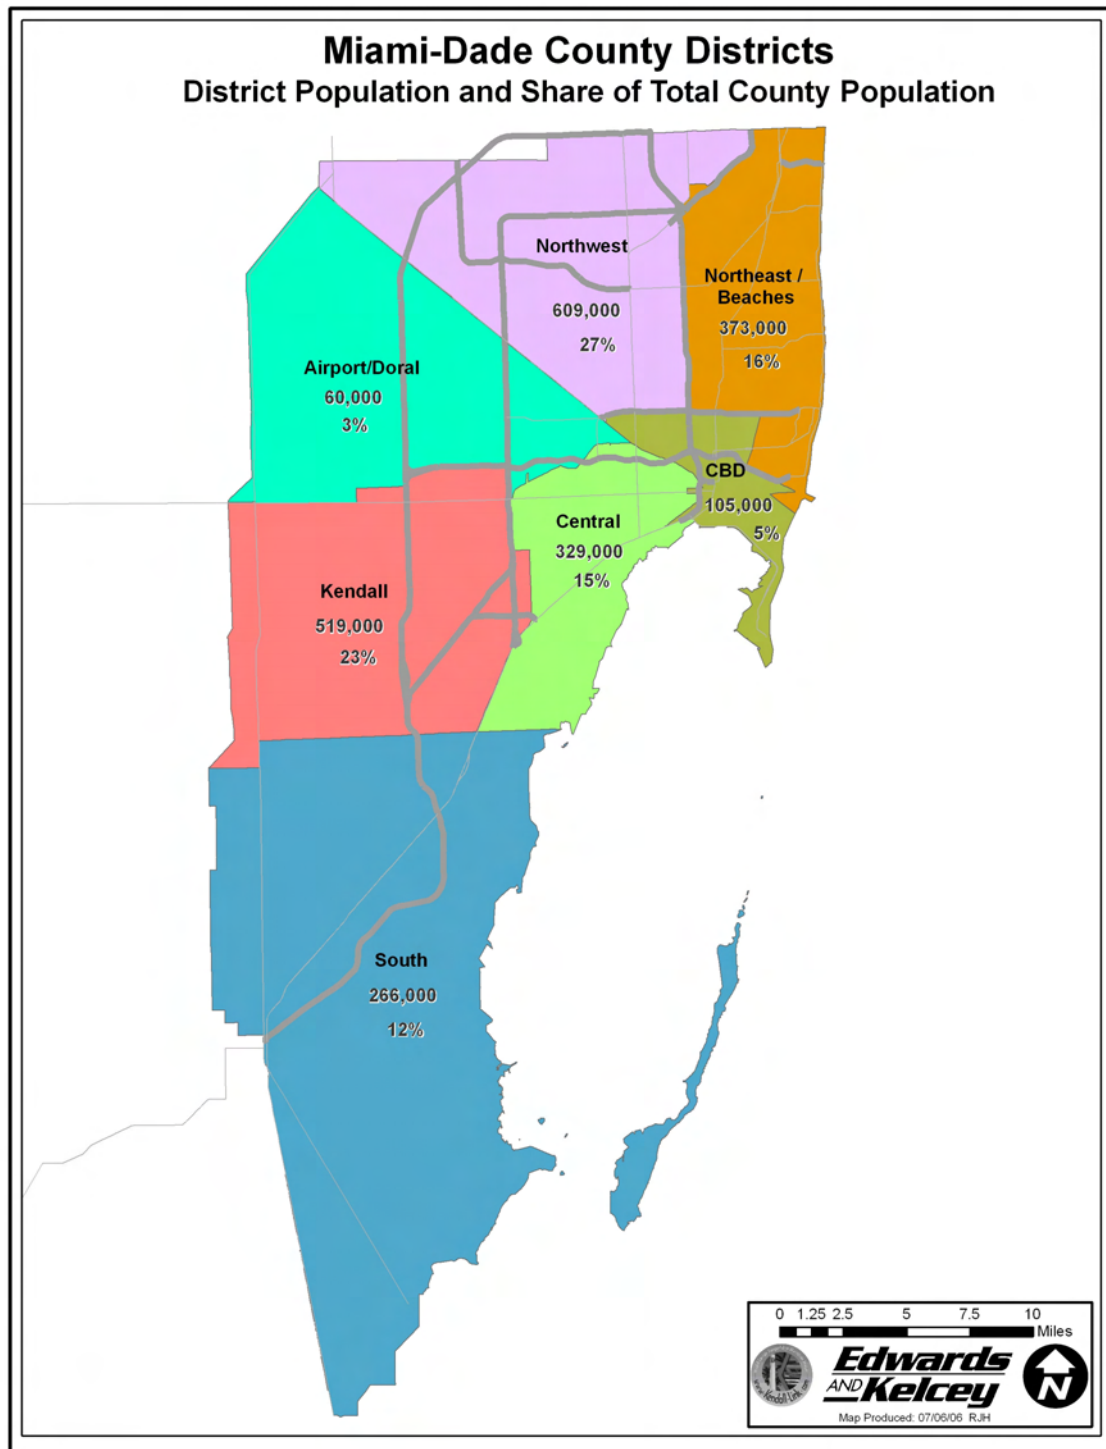 Miami-Dade County Districts
District Population and Share of Total County Population
Northwest
609,000
27%
Northeast /
Beaches
373,000
16%
Airport/Doral
60,000
3%
CBD
105,000
5%
Central
329,000
15%
Kendall
519,000
23%
South
266,000
12%
0 1.25 2.5 5 7.5 10
Miles
Edwards
AND Kelcey
N
Map Produced: 07/06/06 RJH